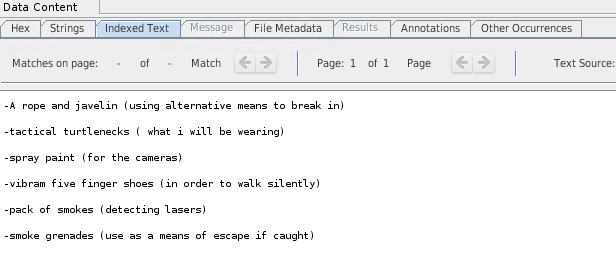 Data Content
Hex Strings Indexed Text Message File Metadata Results Annotations Other Occurrences
Matches on page: - of - Match Page: 1 of 1 Page Text Source:
-A rope and javelin (using alternative means to break in)
-tactical turtlenecks ( what i will be wearing)
-spray paint (for the cameras)
-vibram five finger shoes (in order to walk silently)
-pack of smokes (detecting lasers)
-smoke grenades (use as a means of escape if caught)